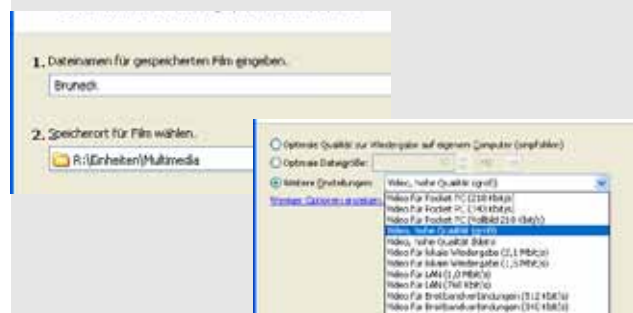 1. Dateinamen für gespeicherten Film eingeben.
Bruneck
2. Speicherort für Film wählen.
R:\Einheiten\Multimedia
Optimale Qualität zur Wiedergabe auf eigenem Computer (empfohlen)
Optimale Dateigröße:
Weitere Einstellungen: Video, hohe Qualität (groß)
Weniger Optionen anzeigen
Video für Pocket PC (218 Kbit/s)
Video für Pocket PC (143 Kbit/s)
Video für Pocket PC (Vollbild 218 Kbit/s)
Video, hohe Qualität (groß)
Video, hohe Qualität
Video für lokale Wiedergabe (2,1 Mbit/s)
Video für lokale Wiedergabe (1,5 Mbit/s)
Video für LAN (1,0 Mbit/s)
Video für LAN (768 Kbit/s)
Video für Breitbandverbindungen (512 Kbit/s)
Video für Breitbandverbindungen (340 Kbit/s)